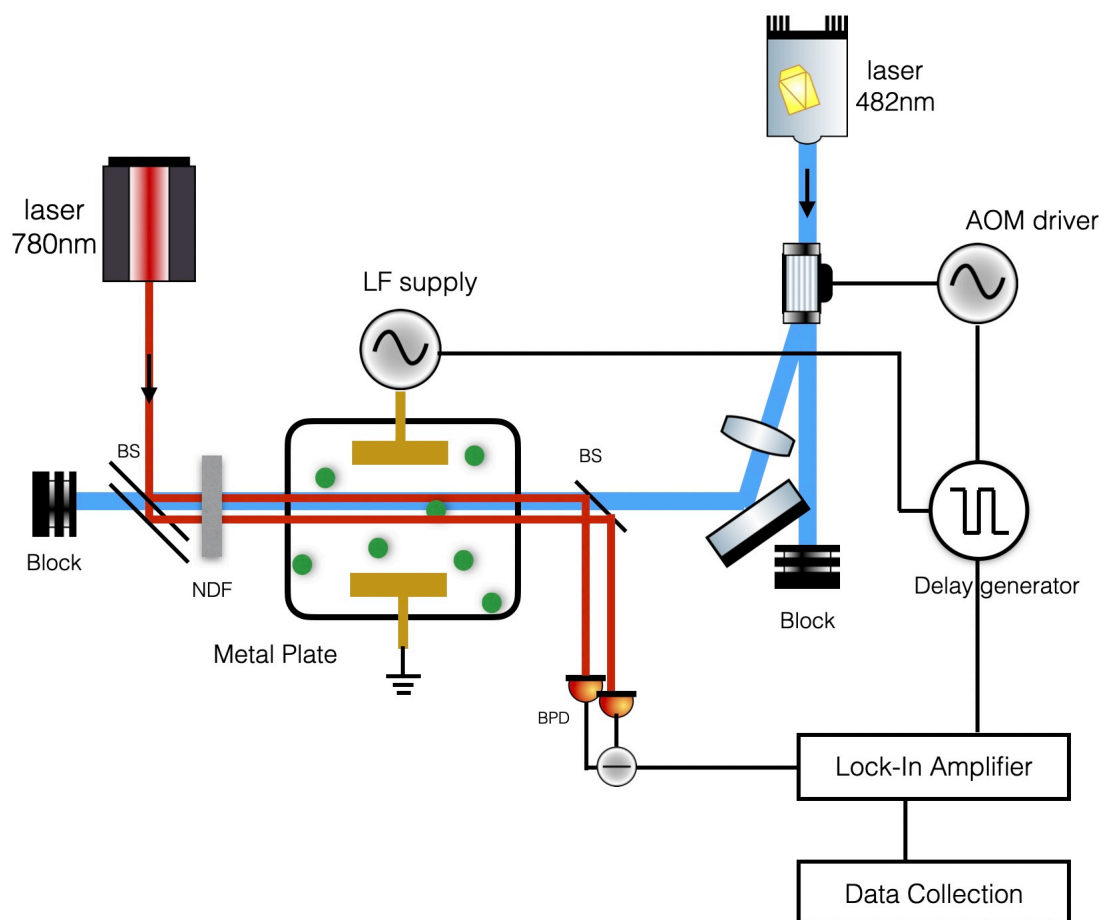 laser
482nm
laser
780nm
AOM driver
LF supply
BS
BS
Block
NDF
Delay generator
Block
Metal Plate
BPD
Lock-In Amplifier
Data Collection